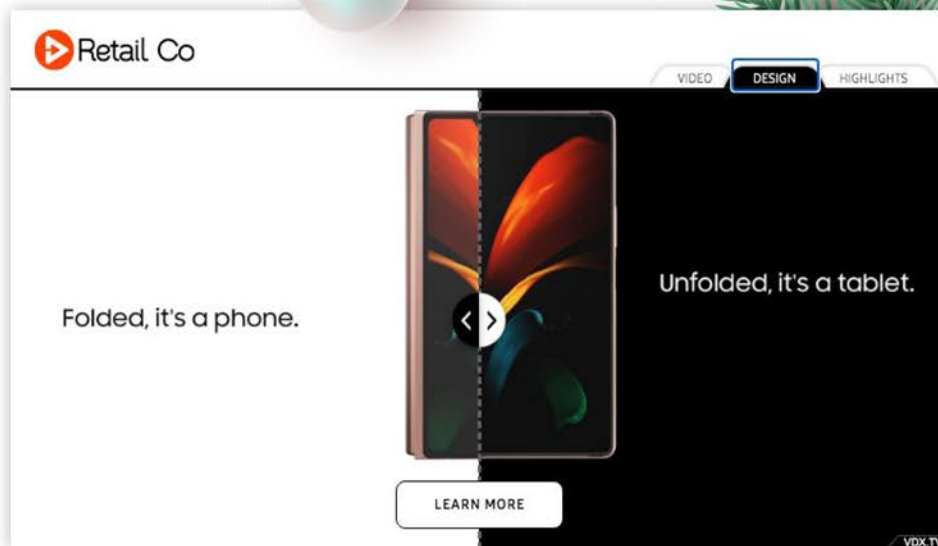 Retail Co
VIDEO
DESIGN
HIGHLIGHTS
Folded, it's a phone.
Unfolded, it's a tablet.
LEARN MORE
VDX.TV